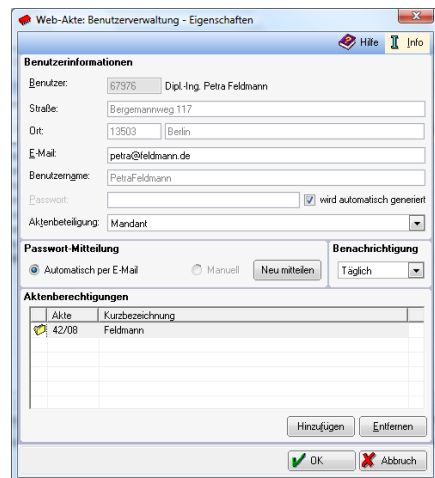 Web-Akte: Benutzerverwaltung - Eigenschaften
Hilfe Info
Benutzerinformationen
Benutzer: 67976 Dipl.-Ing. Petra Feldmann
Straße: Bergemannweg 117
Ort: 13503 Berlin
E-Mail: petra@feldmann.de
Benutzername: PetraFeldmann
Passwort: wird automatisch generiert
Aktenbeteiligung: Mandant
Passwort-Mitteilung Benachrichtigung
Automatisch per E-Mail Manuell Neu mitteilen Täglich
Aktenberechtigungen
Akte Kurzbezeichnung
42/08 Feldmann
Hinzufügen Entfernen
OK Abbruch